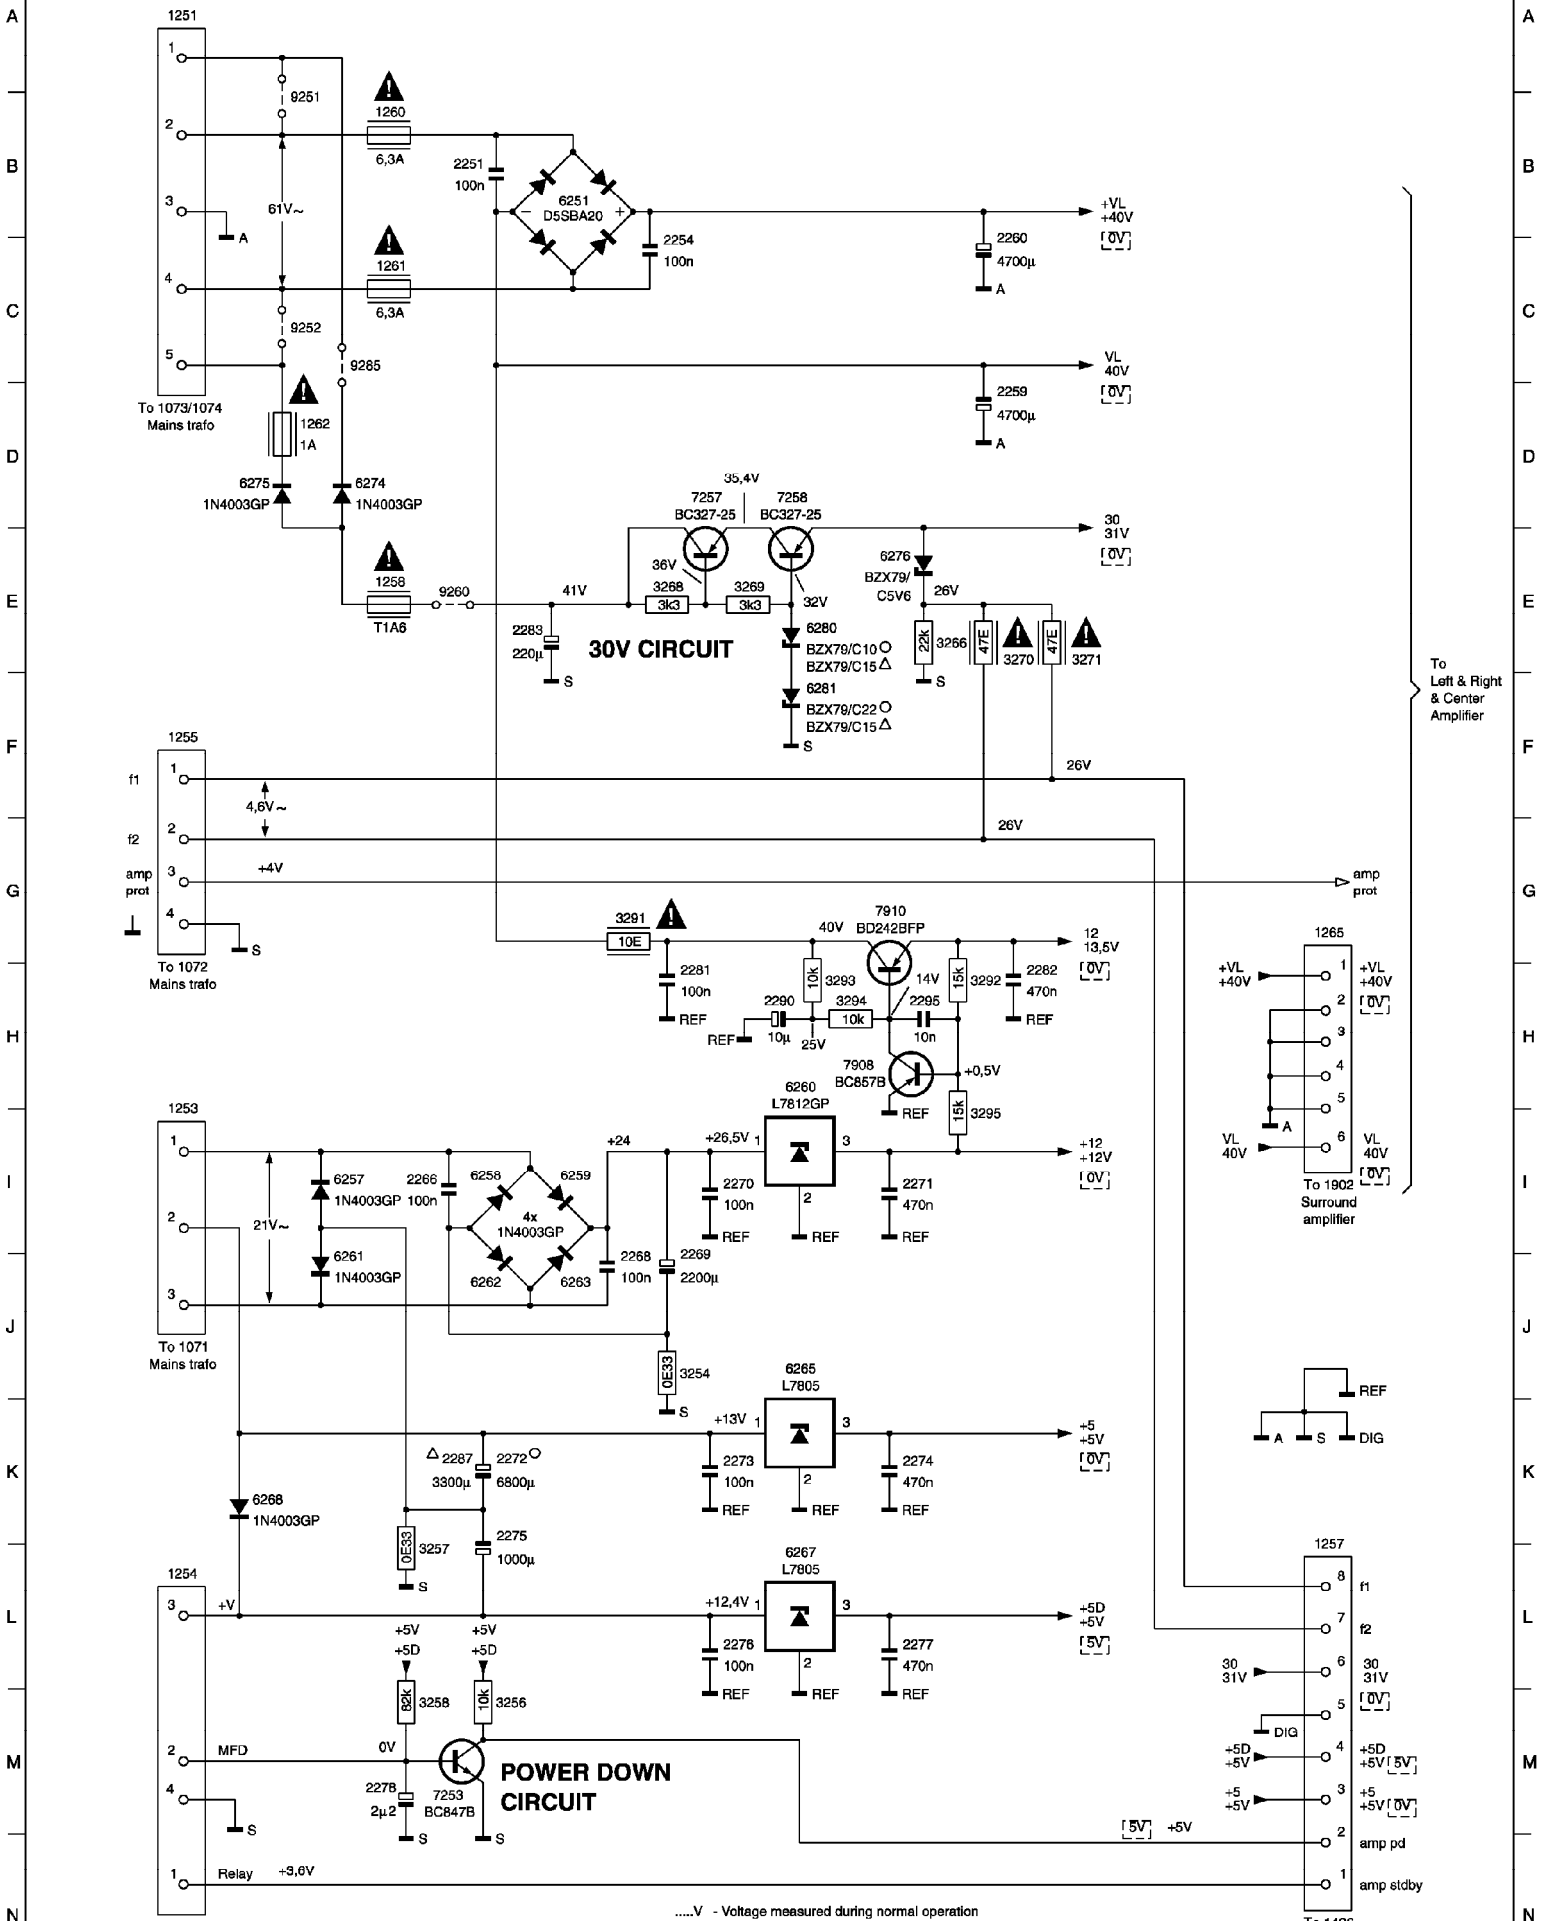 A
1251
A
1
9251
1260
2
6,3A
B
2251
100n
6251
D5SBA20
−
+
B
3
61V~
A
+VL
+40V
0V
1261
2254
100n
2260
4700µ
A
4
6,3A
C
9252
C
5
9285
VL
40V
0V
To 1073/1074
Mains trafo
1262
1A
2259
4700µ
A
D
D
6275
1N4003GP
6274
1N4003GP
35,4V
7257
BC327-25
7258
BC327-25
30
31V
0V
36V
6276
BZX79/
C5V6
26V
1258
T1A6
9260
41V
3268
3k3
3269
3k3
32V
E
E
2283
220µ
S
30V CIRCUIT
6280
BZX79/C10
BZX79/C15
22k
3266
S
47E
3270
47E
3271
6281
BZX79/C22
BZX79/C15
S
To
Left & Right
& Center
Amplifier
F
F
1255
f1
1
26V
4,6V~
f2
2
26V
amp
prot
3
+4V
amp
prot
G
G
4
S
To 1072
Mains trafo
3291
10E
40V
7910
BD242BFP
12
13,5V
0V
1265
2281
100n
REF
10k
3293
14V
15k
3292
2282
470n
REF
+VL
+40V
1
+VL
+40V
0V
2
3
4
5
A
VL
40V
6
VL
40V
0V
To 1902
Surround
amplifier
H
H
2290
10µ
REF
3294
10k
25V
2295
10n
7908
BC857B
+0,5V
REF
15k
3295
6260
L7812GP
1253
1
+24
+26,5V
1
3
2
+12
+12V
0V
6257
1N4003GP
2266
100n
6258
6259
4x
1N4003GP
2270
100n
REF
REF
2271
470n
REF
I
I
2
21V~
6261
1N4003GP
6262
6263
2268
100n
2269
2200µ
3
J
J
To 1071
Mains trafo
0E33
3254
S
6265
L7805
REF
A
S
DIG
+13V
1
3
2
+5
+5V
0V
K
K
2287
3300µ
2272
6800µ
2273
100n
REF
REF
2274
470n
REF
6268
1N4003GP
0E33
3257
S
2275
1000µ
6267
L7805
1257
1254
3
+V
+12,4V
1
3
2
+5D
+5V
5V
8
f1
7
f2
L
L
+5V
+5D
+5V
+5D
2276
100n
REF
REF
2277
470n
REF
30
31V
6
30
31V
0V
82k
3258
10k
3256
5
DIG
2
MFD
0V
+5D
+5V
4
+5D
+5V
5V
M
M
POWER DOWN
CIRCUIT
2278
2µ2
S
7253
BC847B
S
4
S
+5
+5V
3
+5
+5V
0V
5V
+5V
2
amp pd
1
Relay
+3,6V
1
amp stdby
N
N
.....V - Voltage measured during normal operation